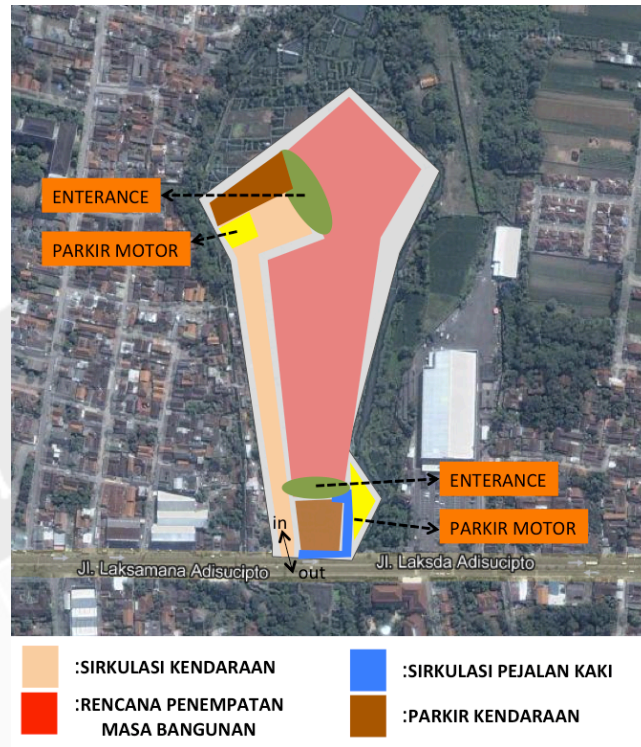 ENTERANCE
PARKIR MOTOR
ENTERANCE
PARKIR MOTOR
in
out
Jl. Laksamana Adisucipto
Jl. Laksda Adisucipto
:SIRKULASI KENDARAAN
:RENCANA PENEMPATAN
MASA BANGUNAN
:SIRKULASI PEJALAN KAKI
:PARKIR KENDARAAN